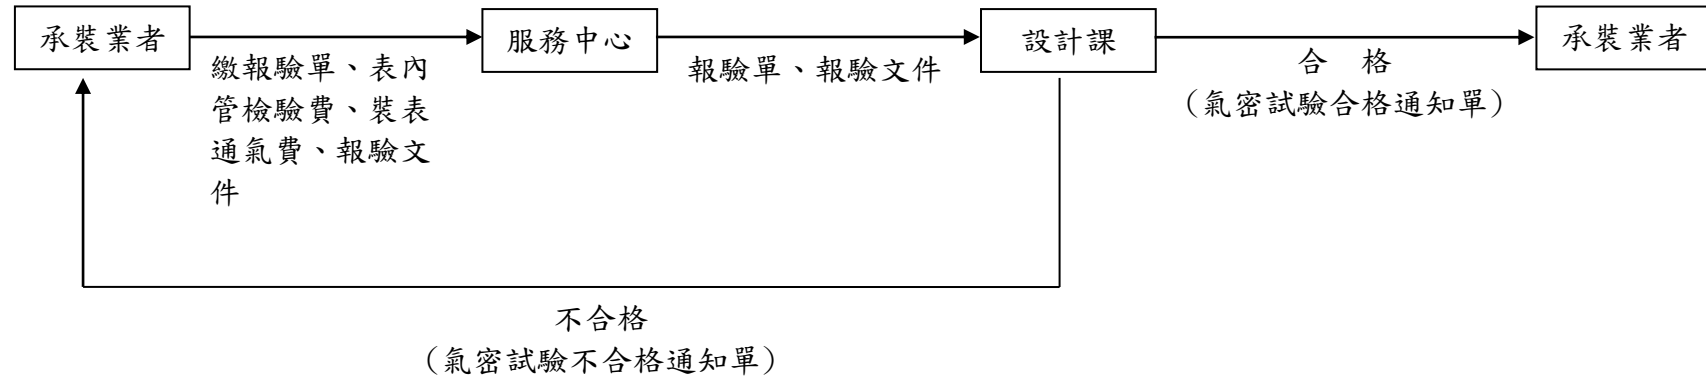 承裝業者
繳報驗單、表內
管檢驗費、裝表
通氣費、報驗文
件
服務中心
報驗單、報驗文件
設計課
合 格
（氣密試驗合格通知單）
承裝業者
不合格
（氣密試驗不合格通知單）